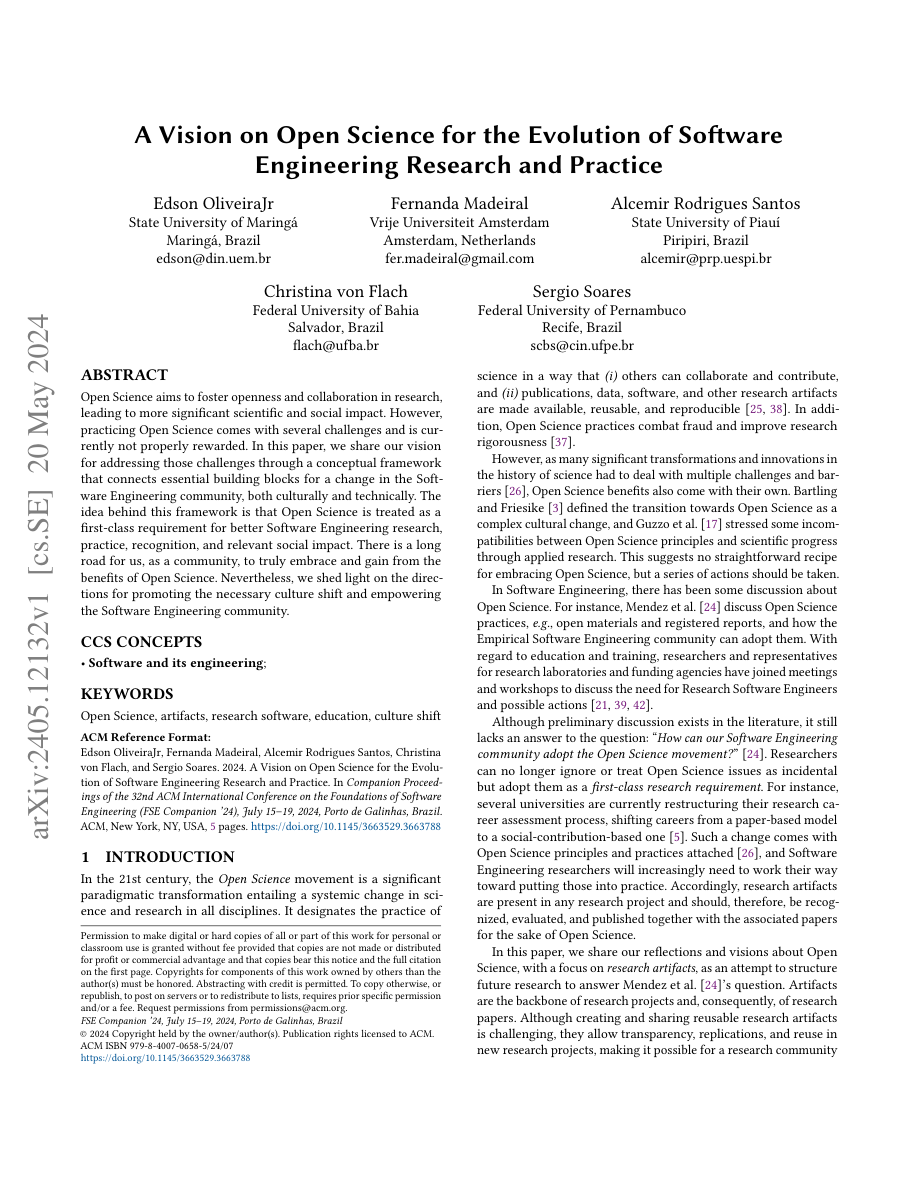 A Vision on Open Science for the Evolution of Software
Engineering Research and Practice
Edson OliveiraJr
State University of Maringá
Maringá, Brazil
edson@din.uem.br
Fernanda Madeiral
Vrije Universiteit Amsterdam
Amsterdam, Netherlands
fer.madeiral@gmail.com
Alcemir Rodrigues Santos
State University of Piauí
Piripiri, Brazil
alcemir@prp.uespi.br
Christina von Flach
Federal University of Bahia
Salvador, Brazil
flach@ufba.br
Sergio Soares
Federal University of Pernambuco
Recife, Brazil
scbs@cin.ufpe.br
arXiv:2405.12132v1 [cs.SE] 20 May 2024
ABSTRACT
Open Science aims to foster openness and collaboration in research,
leading to more significant scientific and social impact. However,
practicing Open Science comes with several challenges and is cur-
rently not properly rewarded. In this paper, we share our vision
for addressing those challenges through a conceptual framework
that connects essential building blocks for a change in the Soft-
ware Engineering community, both culturally and technically. The
idea behind this framework is that Open Science is treated as a
first-class requirement for better Software Engineering research,
practice, recognition, and relevant social impact. There is a long
road for us, as a community, to truly embrace and gain from the
benefits of Open Science. Nevertheless, we shed light on the direc-
tions for promoting the necessary culture shift and empowering
the Software Engineering community.
CCS CONCEPTS
• Software and its engineering;
KEYWORDS
Open Science, artifacts, research software, education, culture shift
ACM Reference Format:
Edson OliveiraJr, Fernanda Madeiral, Alcemir Rodrigues Santos, Christina
von Flach, and Sergio Soares. 2024. A Vision on Open Science for the Evolu-
tion of Software Engineering Research and Practice. In Companion Proceed-
ings of the 32nd ACM International Conference on the Foundations of Software
Engineering (FSE Companion ’24), July 15–19, 2024, Porto de Galinhas, Brazil.
ACM, New York, NY, USA, 5 pages. https://doi.org/10.1145/3663529.3663788
1 INTRODUCTION
In the 21st century, the Open Science movement is a significant
paradigmatic transformation entailing a systemic change in sci-
ence and research in all disciplines. It designates the practice of
Permission to make digital or hard copies of all or part of this work for personal or
classroom use is granted without fee provided that copies are not made or distributed
for profit or commercial advantage and that copies bear this notice and the full citation
on the first page. Copyrights for components of this work owned by others than the
author(s) must be honored. Abstracting with credit is permitted. To copy otherwise, or
republish, to post on servers or to redistribute to lists, requires prior specific permission
and/or a fee. Request permissions from permissions@acm.org.
FSE Companion ’24, July 15–19, 2024, Porto de Galinhas, Brazil
© 2024 Copyright held by the owner/author(s). Publication rights licensed to ACM.
ACM ISBN 979-8-4007-0658-5/24/07
https://doi.org/10.1145/3663529.3663788
science in a way that (i) others can collaborate and contribute,
and (ii) publications, data, software, and other research artifacts
are made available, reusable, and reproducible [25, 38]. In addi-
tion, Open Science practices combat fraud and improve research
rigorousness [37].
However, as many significant transformations and innovations in
the history of science had to deal with multiple challenges and bar-
riers [26], Open Science benefits also come with their own. Bartling
and Friesike [3] defined the transition towards Open Science as a
complex cultural change, and Guzzo et al. [17] stressed some incom-
patibilities between Open Science principles and scientific progress
through applied research. This suggests no straightforward recipe
for embracing Open Science, but a series of actions should be taken.
In Software Engineering, there has been some discussion about
Open Science. For instance, Mendez et al. [24] discuss Open Science
practices, e.g., open materials and registered reports, and how the
Empirical Software Engineering community can adopt them. With
regard to education and training, researchers and representatives
for research laboratories and funding agencies have joined meetings
and workshops to discuss the need for Research Software Engineers
and possible actions [21, 39, 42].
Although preliminary discussion exists in the literature, it still
lacks an answer to the question: “How can our Software Engineering
community adopt the Open Science movement?” [24]. Researchers
can no longer ignore or treat Open Science issues as incidental
but adopt them as a first-class research requirement. For instance,
several universities are currently restructuring their research ca-
reer assessment process, shifting careers from a paper-based model
to a social-contribution-based one [5]. Such a change comes with
Open Science principles and practices attached [26], and Software
Engineering researchers will increasingly need to work their way
toward putting those into practice. Accordingly, research artifacts
are present in any research project and should, therefore, be recog-
nized, evaluated, and published together with the associated papers
for the sake of Open Science.
In this paper, we share our reflections and visions about Open
Science, with a focus on research artifacts, as an attempt to structure
future research to answer Mendez et al. [24]’s question. Artifacts
are the backbone of research projects and, consequently, of research
papers. Although creating and sharing reusable research artifacts
is challenging, they allow transparency, replications, and reuse in
new research projects, making it possible for a research community